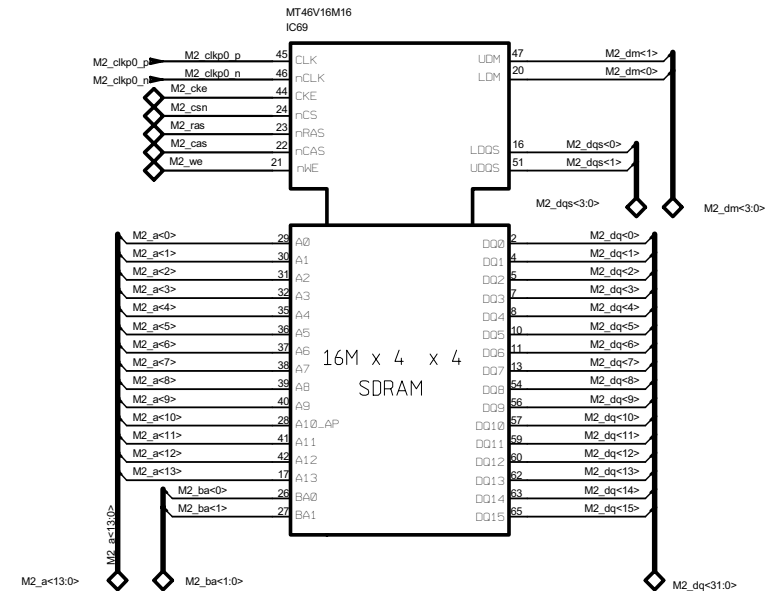 MT46V16M16
IC69
M2_clkp0_p M2_clkp0_p 45 CLK UDM 47 M2_dm<1>
M2_clkp0_n M2_clkp0_n 46 nCLK LDM 20 M2_dm<0>
M2_cke 44 CKE
M2_csn 24 nCS
M2_ras 23 nRAS
M2_cas 22 nCAS LDQS 16 M2_dqs<0>
M2_we 21 nWE UDQS 51 M2_dqs<1>
M2_dqs<3:0> M2_dm<3:0>
M2_a<0> 29 A0 DQ0 2 M2_dq<0>
M2_a<1> 30 A1 DQ1 4 M2_dq<1>
M2_a<2> 31 A2 DQ2 5 M2_dq<2>
M2_a<3> 32 A3 DQ3 7 M2_dq<3>
M2_a<4> 35 A4 DQ4 8 M2_dq<4>
M2_a<5> 36 A5 DQ5 10 M2_dq<5>
M2_a<6> 37 A6 DQ6 11 M2_dq<6>
M2_a<7> 38 A7 DQ7 13 M2_dq<7>
16M x 4 x 4
M2_a<8> 39 A8 DQ8 54 M2_dq<8>
SDRAM
M2_a<9> 40 A9 DQ9 56 M2_dq<9>
M2_a<10> 28 A10_AP DQ10 57 M2_dq<10>
M2_a<11> 41 A11 DQ11 59 M2_dq<11>
M2_a<12> 42 A12 DQ12 60 M2_dq<12>
M2_a<13> 17 A13 DQ13 62 M2_dq<13>
M2_ba<0> 26 BA0 DQ14 63 M2_dq<14>
M2_ba<1> 27 BA1 DQ15 65 M2_dq<15>
M2_a<13:0>
M2_a<13:0> M2_ba<1:0> M2_dq<31:0>